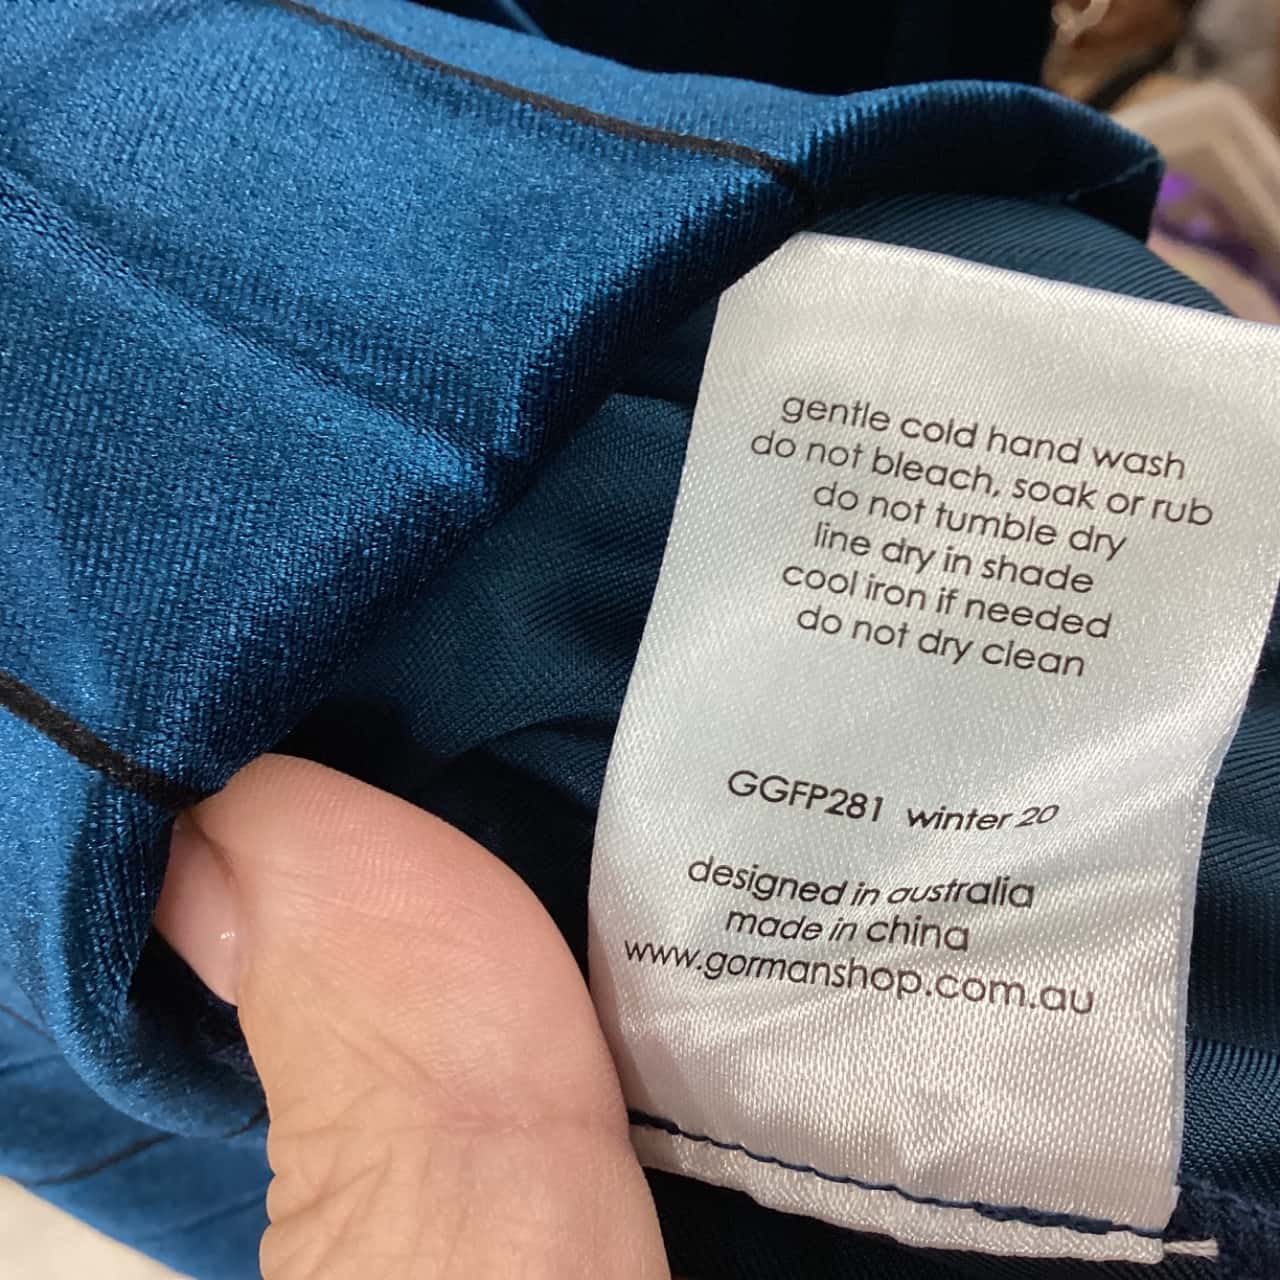 gentle cold hand wash
do not bleach, soak or rub
do not tumble dry
line dry in shade
cool iron if needed
do not dry clean
GGFP281 winter 20
designed in australia
made in china
www.gormanshop.com.au